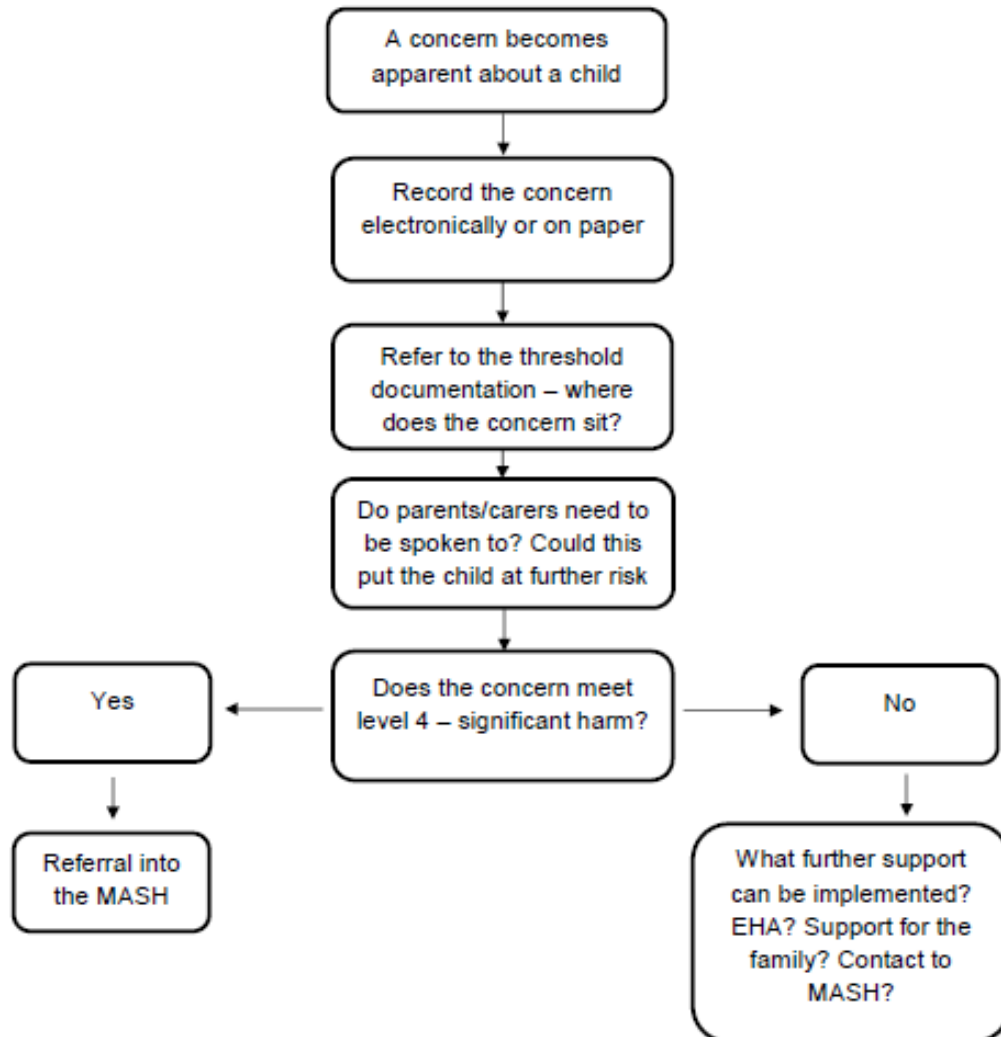 A concern becomes
apparent about a child
Record the concern
electronically or on paper
Refer to the threshold
documentation – where
does the concern sit?
Do parents/carers need to
be spoken to? Could this
put the child at further risk
Does the concern meet
level 4 – significant harm?
Yes
No
Referral into
the MASH
What further support
can be implemented?
EHA? Support for the
family? Contact to
MASH?